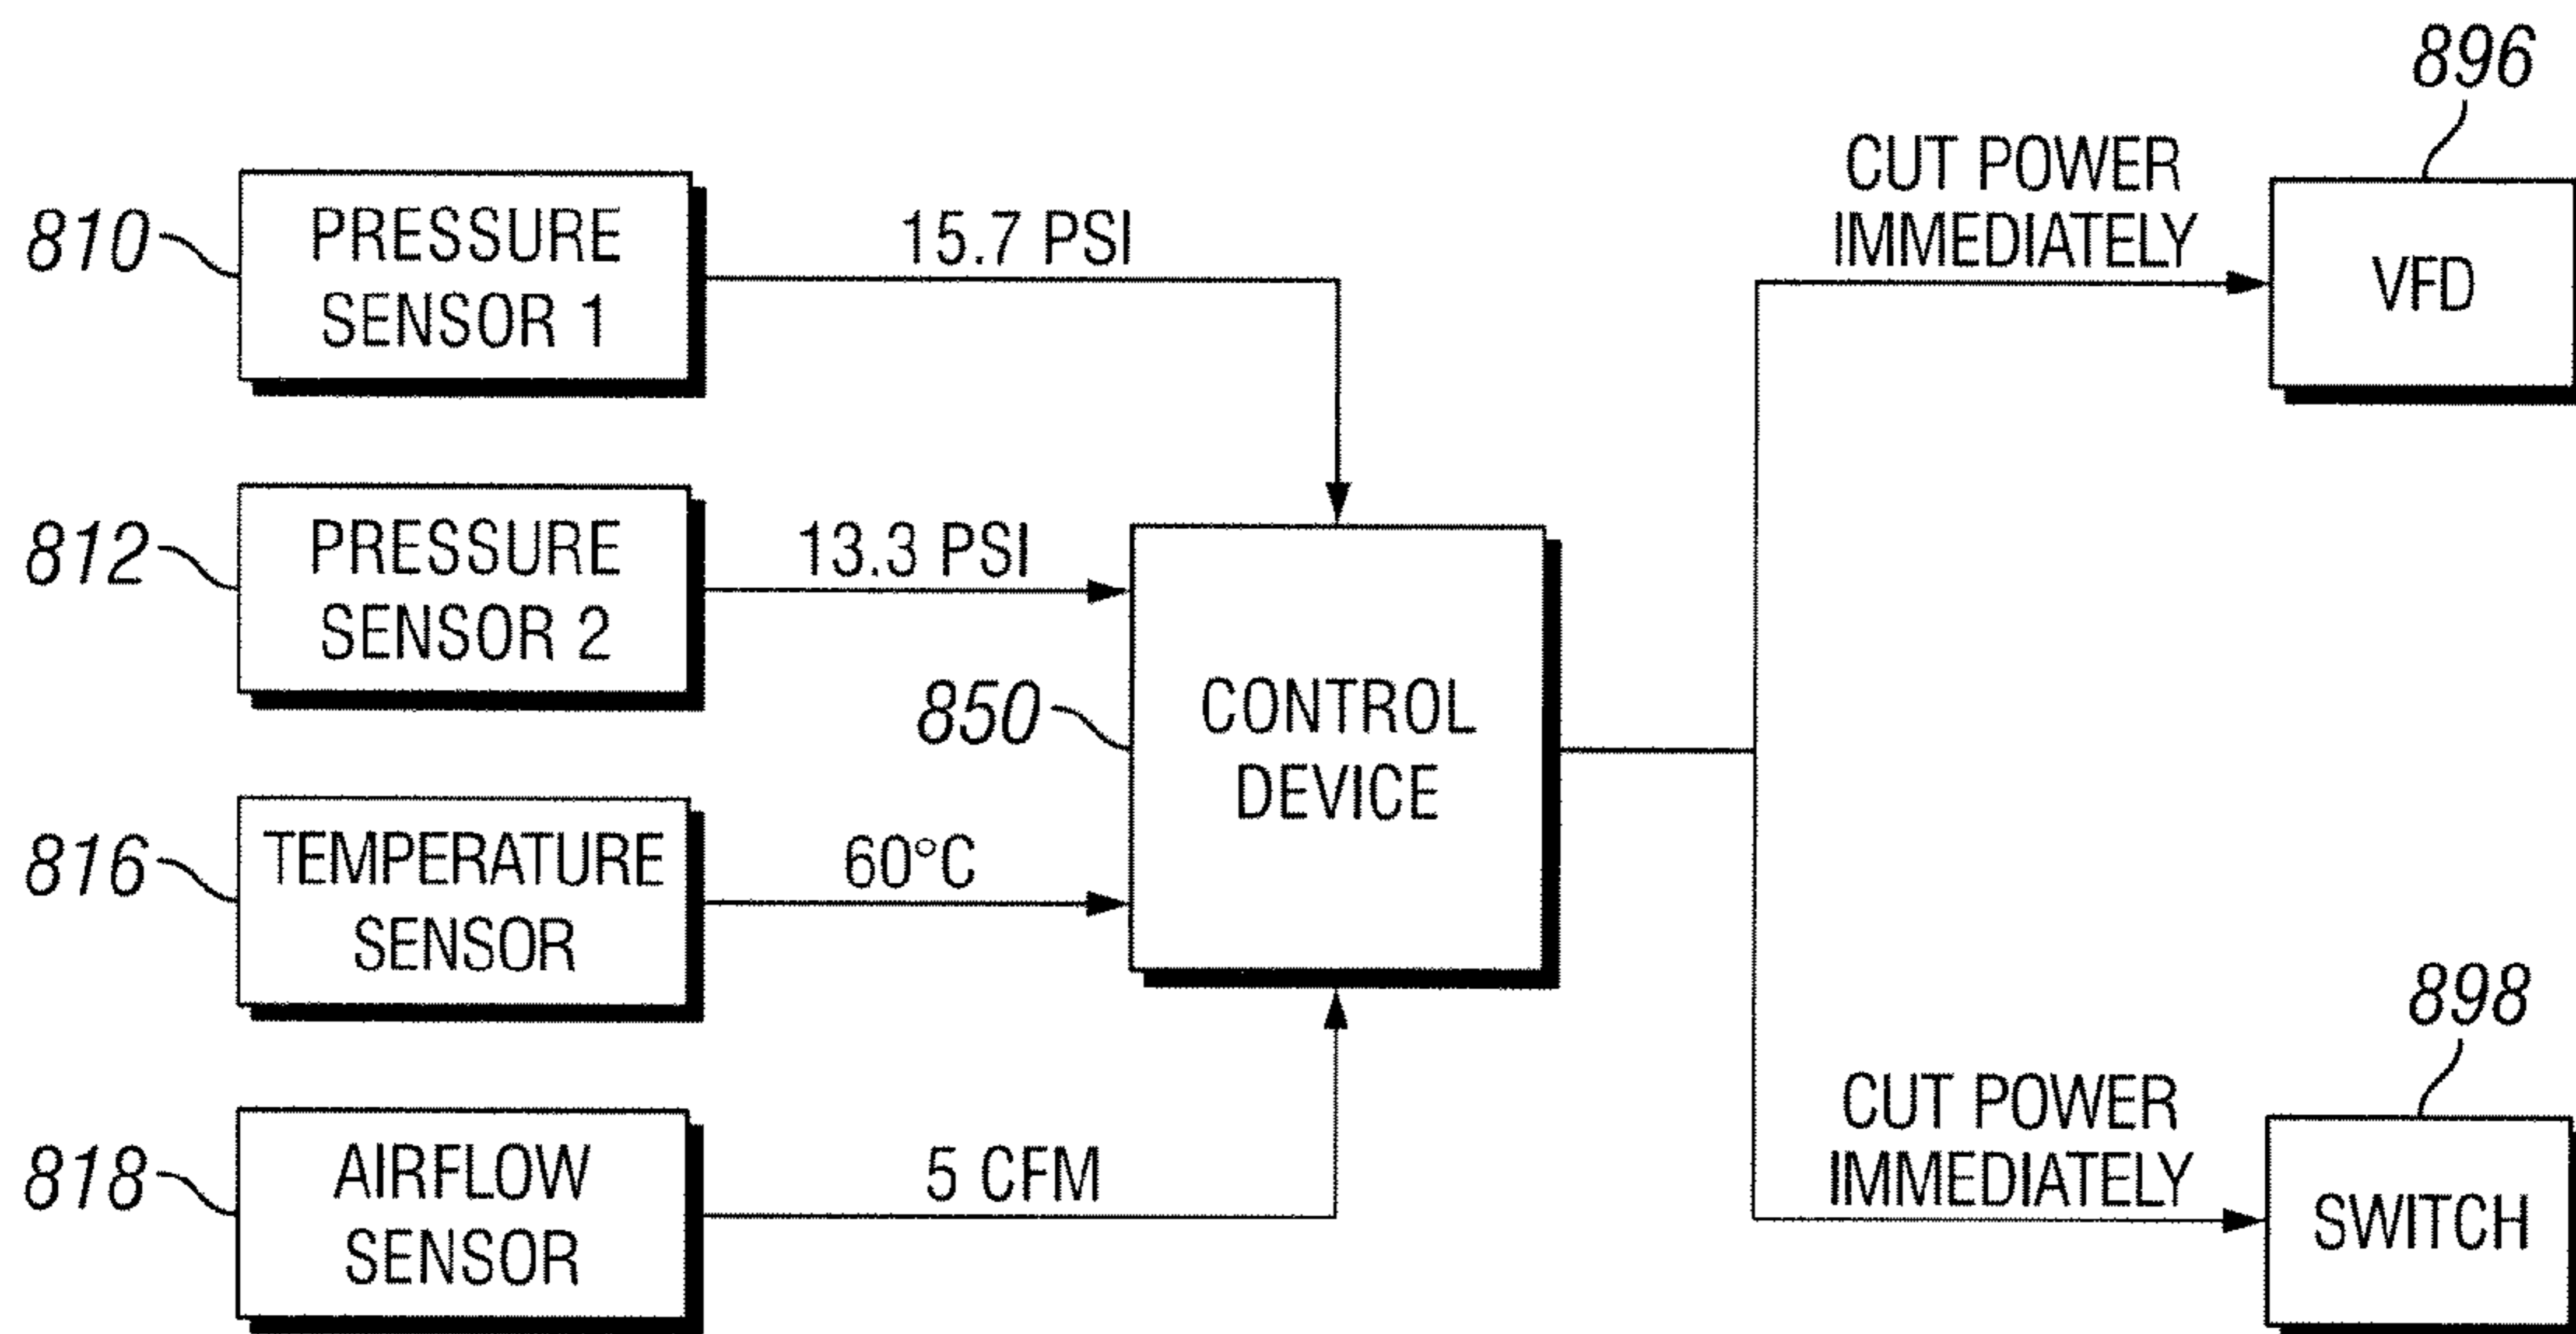 896
CUT POWER
IMMEDIATELY
VFD
810
PRESSURE
SENSOR 1
15.7 PSI
812
PRESSURE
SENSOR 2
13.3 PSI
850
CONTROL
DEVICE
816
TEMPERATURE
SENSOR
60°C
818
AIRFLOW
SENSOR
5 CFM
898
CUT POWER
IMMEDIATELY
SWITCH